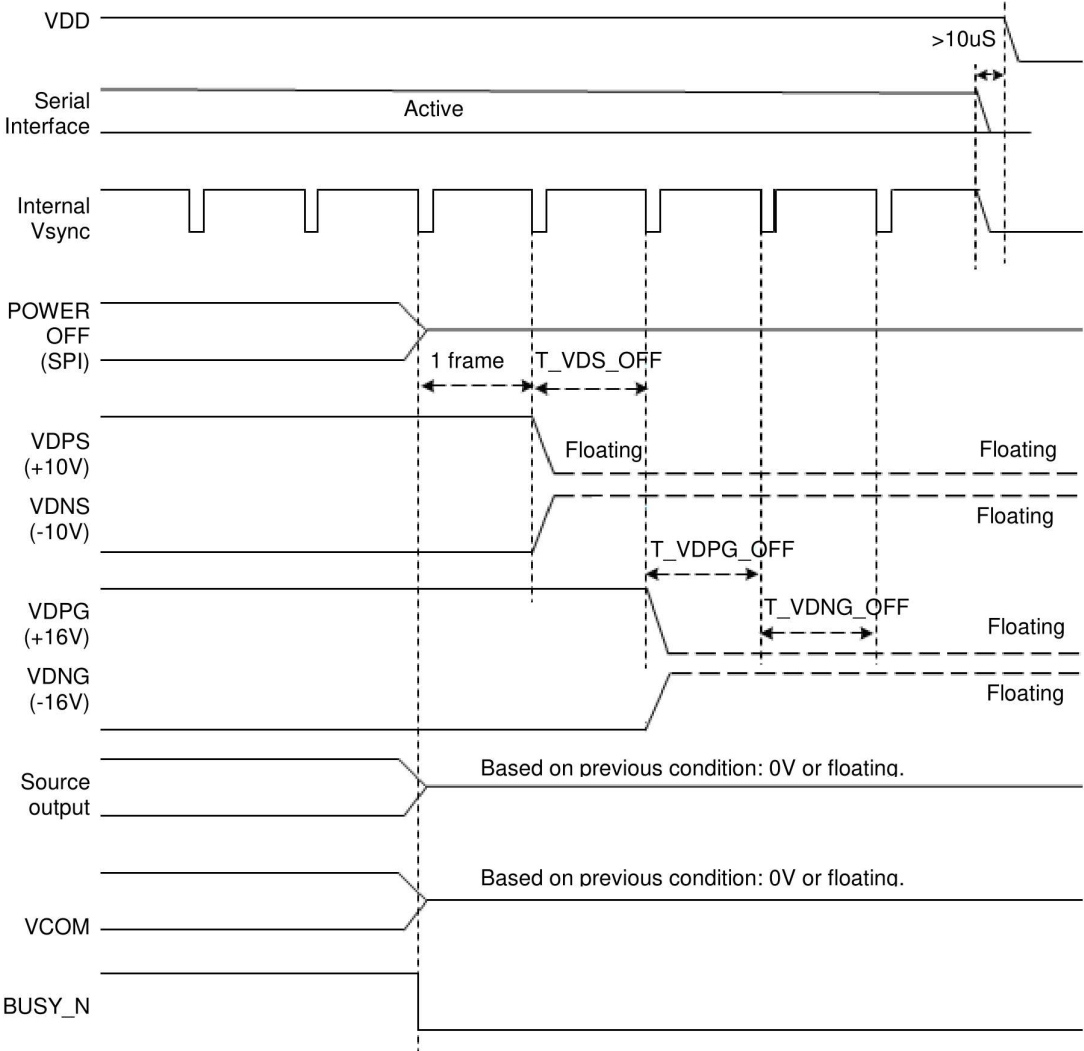 VDD
>10uS
Serial
Interface
Active
Internal
Vsync
POWER
OFF
(SPI)
1 frame
T_VDS_OFF
VDPS
(+10V)
Floating
Floating
VDNS
(-10V)
Floating
T_VDPG_OFF
VDPG
(+16V)
T_VDNG_OFF
Floating
VDNG
(-16V)
Floating
Source
output
Based on previous condition: 0V or floating.
Based on previous condition: 0V or floating.
VCOM
BUSY_N